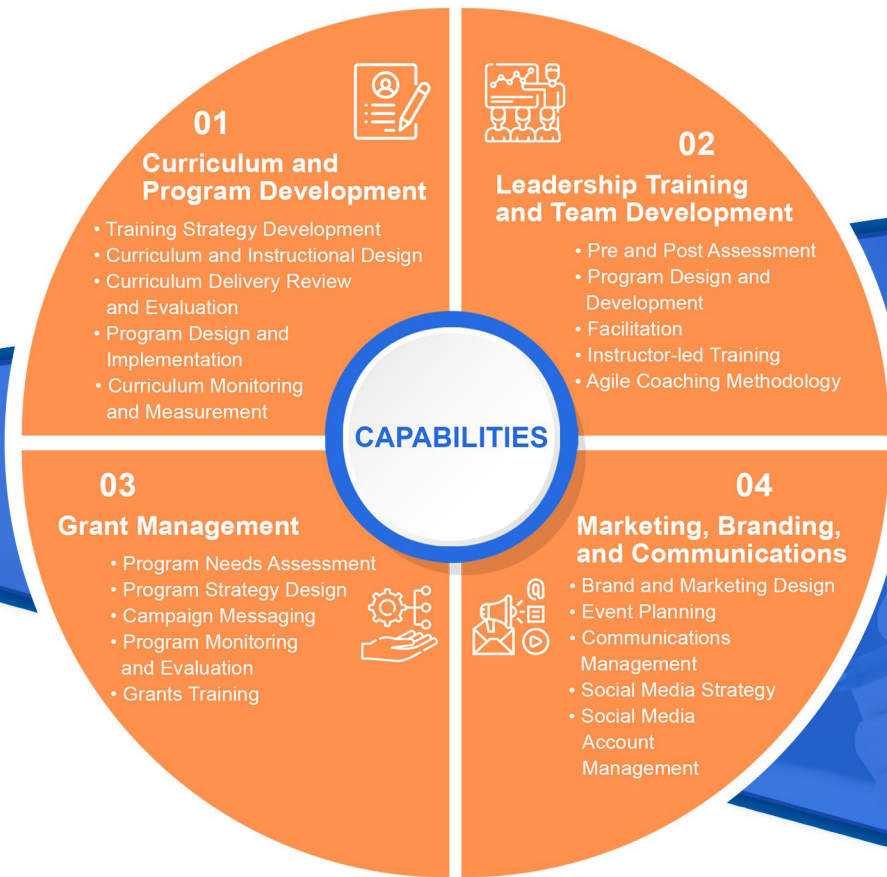 01
Curriculum and
Program Development
• Training Strategy Development
• Curriculum and Instructional Design
• Curriculum Delivery Review
and Evaluation
• Program Design and
Implementation
• Curriculum Monitoring
and Measurement
02
Leadership Training
and Team Development
• Pre and Post Assessment
• Program Design and
Development
• Facilitation
• Instructor-led Training
• Agile Coaching Methodology
CAPABILITIES
03
Grant Management
• Program Needs Assessment
• Program Strategy Design
• Campaign Messaging
• Program Monitoring
and Evaluation
• Grants Training
04
Marketing, Branding,
and Communications
• Brand and Marketing Design
• Event Planning
• Communications
Management
• Social Media Strategy
• Social Media
Account
Management